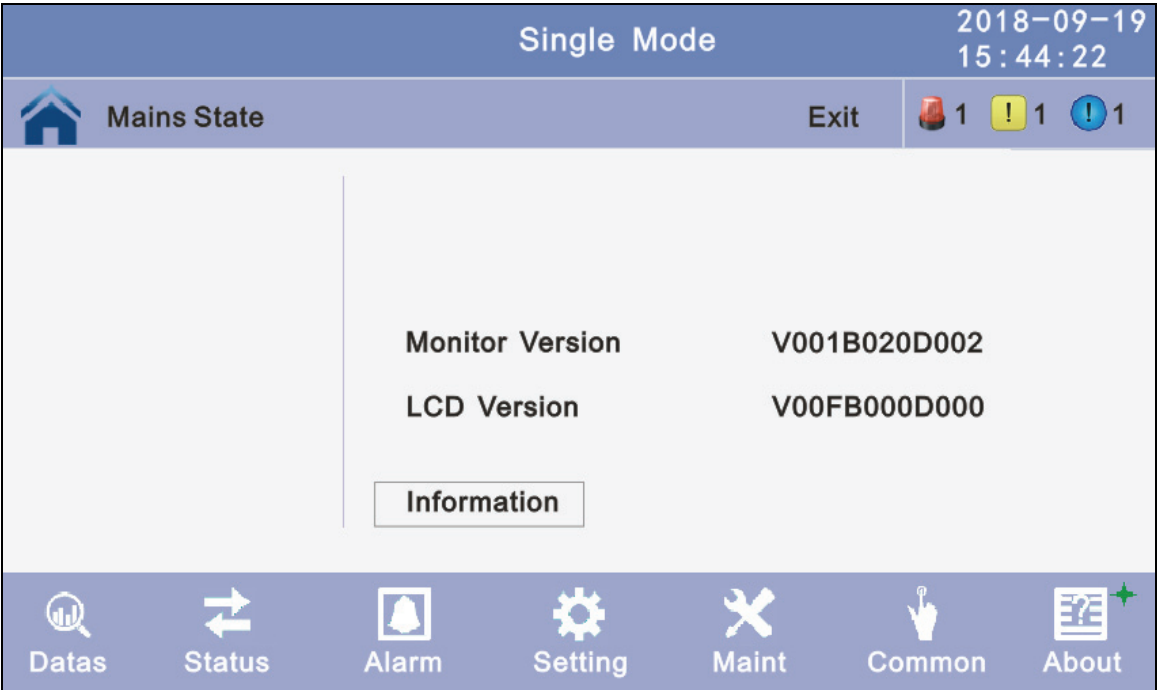 Single Mode
2018-09-19
15:44:22
Mains State Exit 1 ! 1 ! 1
Monitor Version V001B020D002
LCD Version V00FB000D000
Information
Datas Status Alarm Setting Maint Common About